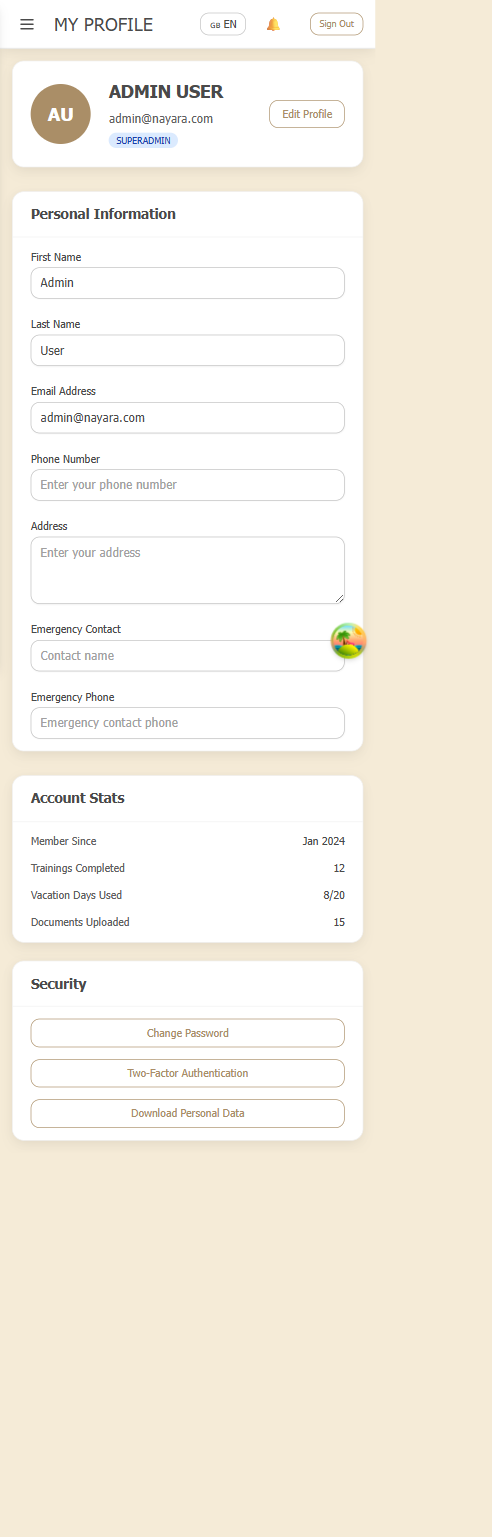 MY PROFILE
GB EN
Sign Out
AU
ADMIN USER
admin@nayara.com
SUPERADMIN
Edit Profile
Personal Information
First Name
Admin
Last Name
User
Email Address
admin@nayara.com
Phone Number
Enter your phone number
Address
Enter your address
Emergency Contact
Contact name
Emergency Phone
Emergency contact phone
Account Stats
Member Since Jan 2024
Trainings Completed 12
Vacation Days Used 8/20
Documents Uploaded 15
Security
Change Password
Two-Factor Authentication
Download Personal Data